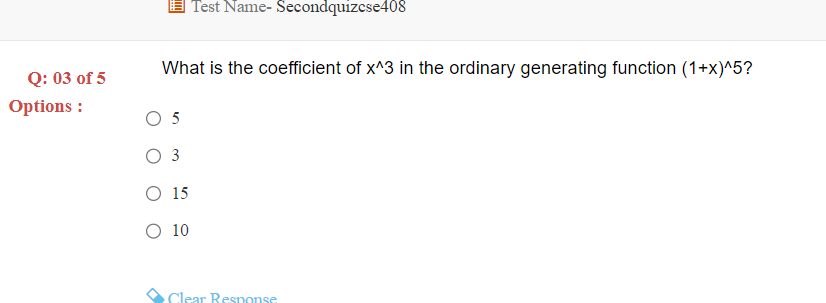 Test Name- Secondquizcse408
Q: 03 of 5
What is the coefficient of x^3 in the ordinary generating function (1+x)^5?
Options :
5
3
15
10
Clear Response